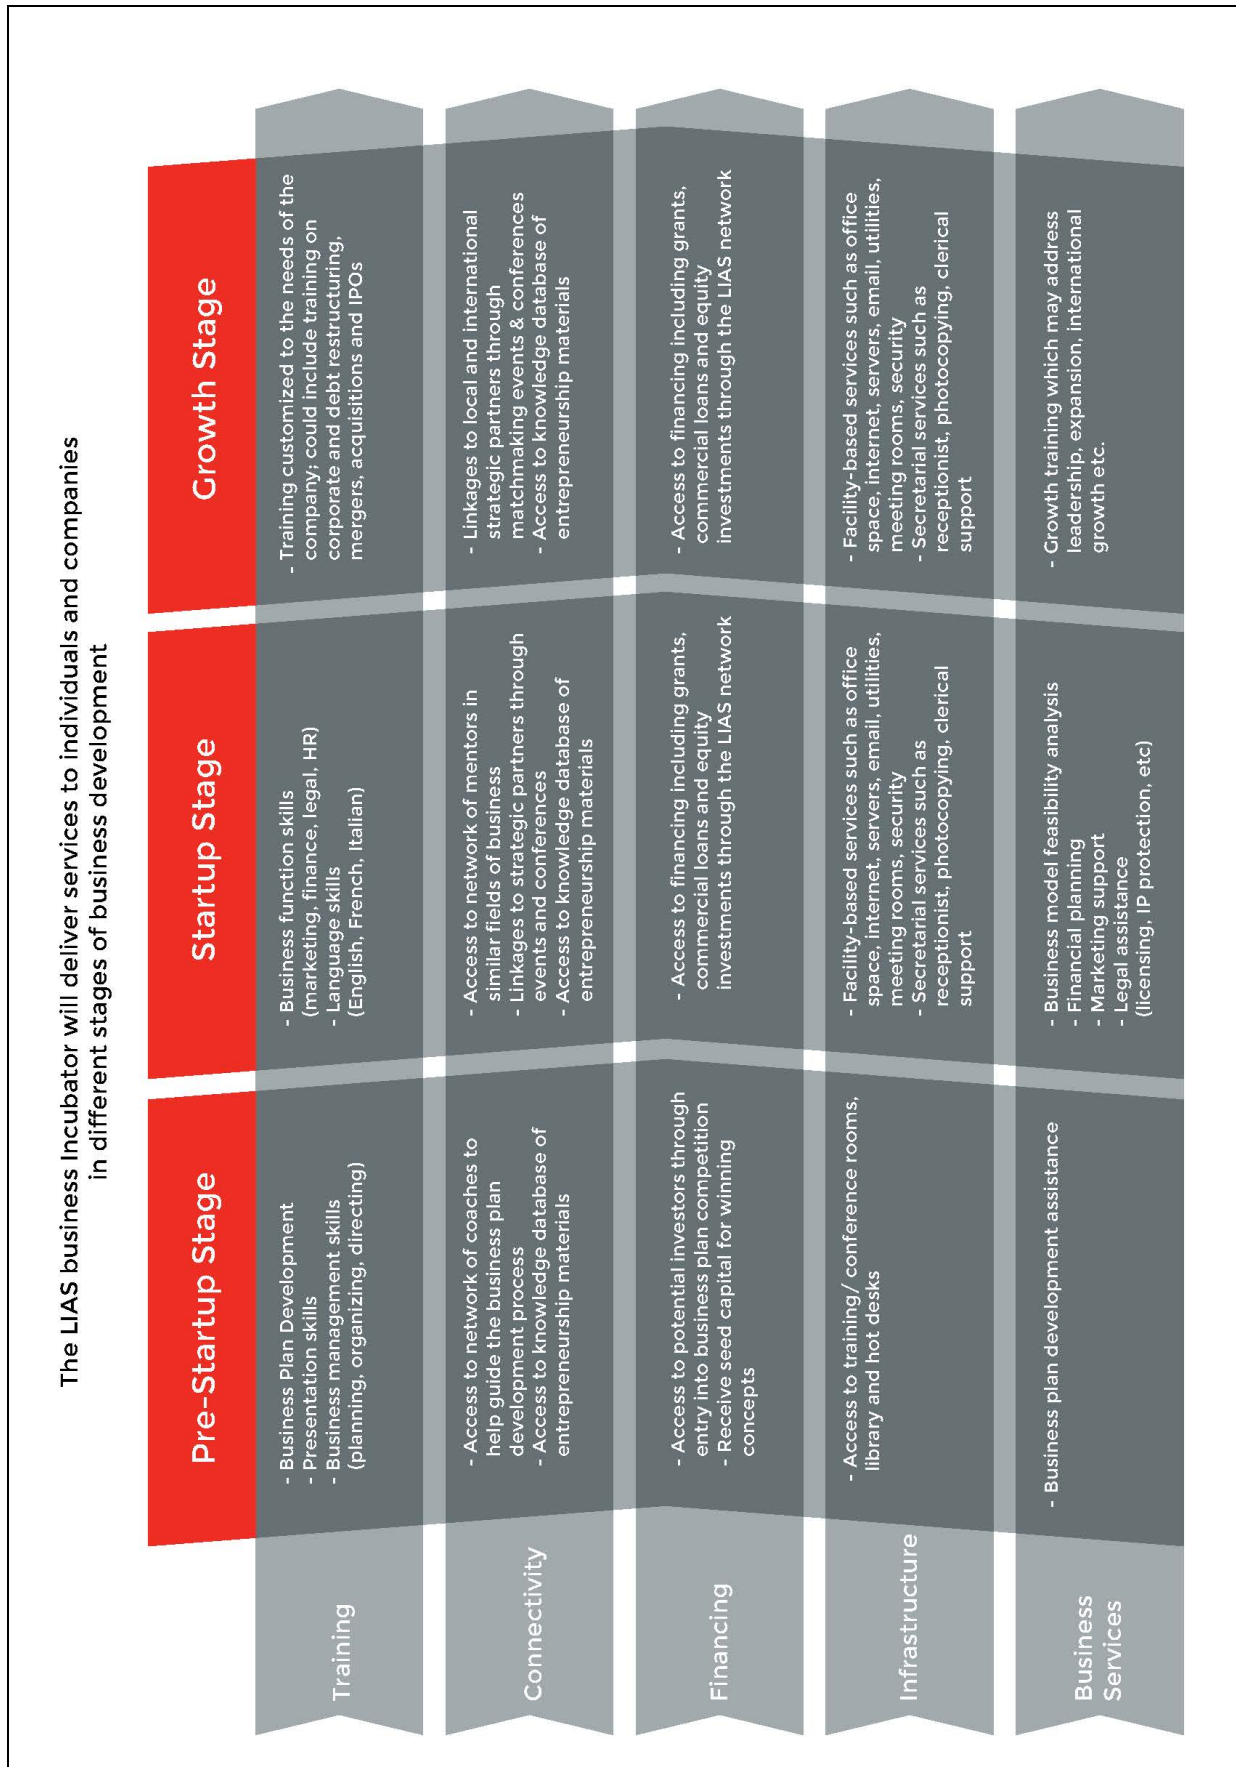 The LIAS business Incubator will deliver services to individuals and companies
in different stages of business development
Pre-Startup Stage
Startup Stage
Growth Stage
Training
- Business Plan Development
- Presentation skills
- Business management skills
(planning, organizing, directing)
- Business function skills
(marketing, finance, legal, HR)
- Language skills
(English, French, Italian)
- Training customized to the needs of the
company; could include training on
corporate and debt restructuring,
mergers, acquisitions and IPOs
Connectivity
- Access to network of coaches to
help guide the business plan
development process
- Access to knowledge database of
entrepreneurship materials
- Access to network of mentors in
similar fields of business
- Linkages to strategic partners through
events and conferences
- Access to knowledge database of
entrepreneurship materials
- Linkages to local and international
strategic partners through
matchmaking events & conferences
- Access to knowledge database of
entrepreneurship materials
Financing
- Access to potential investors through
entry into business plan competition
- Receive seed capital for winning
concepts
- Access to financing including grants,
commercial loans and equity
investments through the LIAS network
- Access to financing including grants,
commercial loans and equity
investments through the LIAS network
Infrastructure
- Access to training/ conference rooms,
library and hot desks
- Facility-based services such as office
space, internet, servers, email, utilities,
meeting rooms, security
- Secretarial services such as
receptionist, photocopying, clerical
support
- Facility-based services such as office
space, internet, servers, email, utilities,
meeting rooms, security
- Secretarial services such as
receptionist, photocopying, clerical
support
Business
Services
- Business plan development assistance
- Business model feasibility analysis
- Financial planning
- Marketing support
- Legal assistance
(licensing, IP protection, etc)
- Growth training which may address
leadership, expansion, international
growth etc.